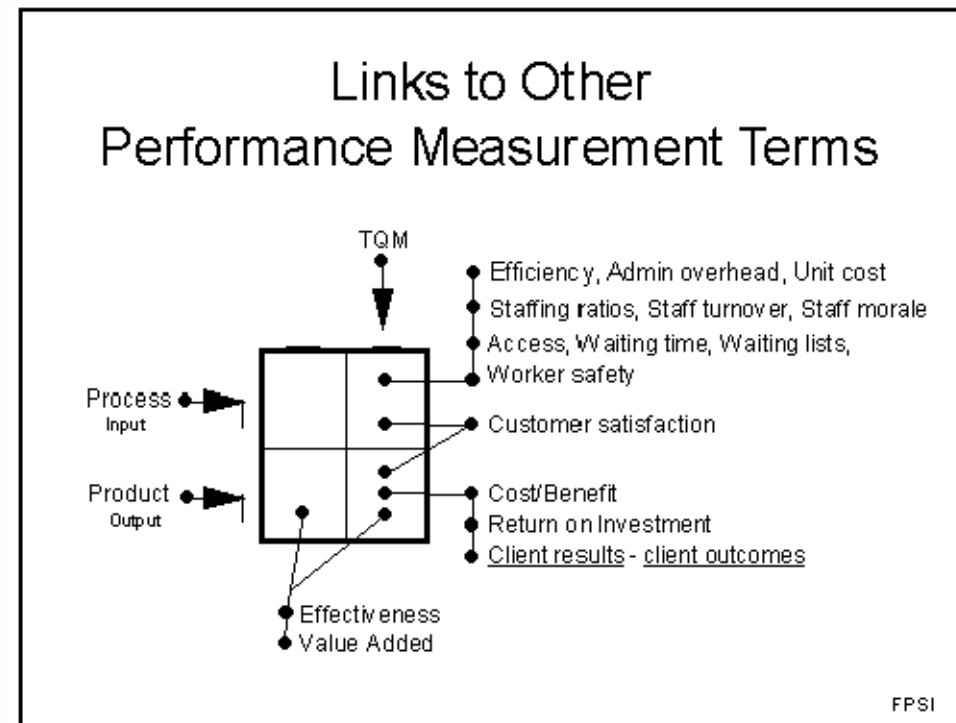 Links to Other
Performance Measurement Terms
TQM
Efficiency, Admin overhead, Unit cost
Staffing ratios, Staff turnover, Staff morale
Access, Waiting time, Waiting lists,
Worker safety
Process
Input
Customer satisfaction
Product
Output
Cost/Benefit
Return on Investment
Client results - client outcomes
Effectiveness
Value Added
FPSI